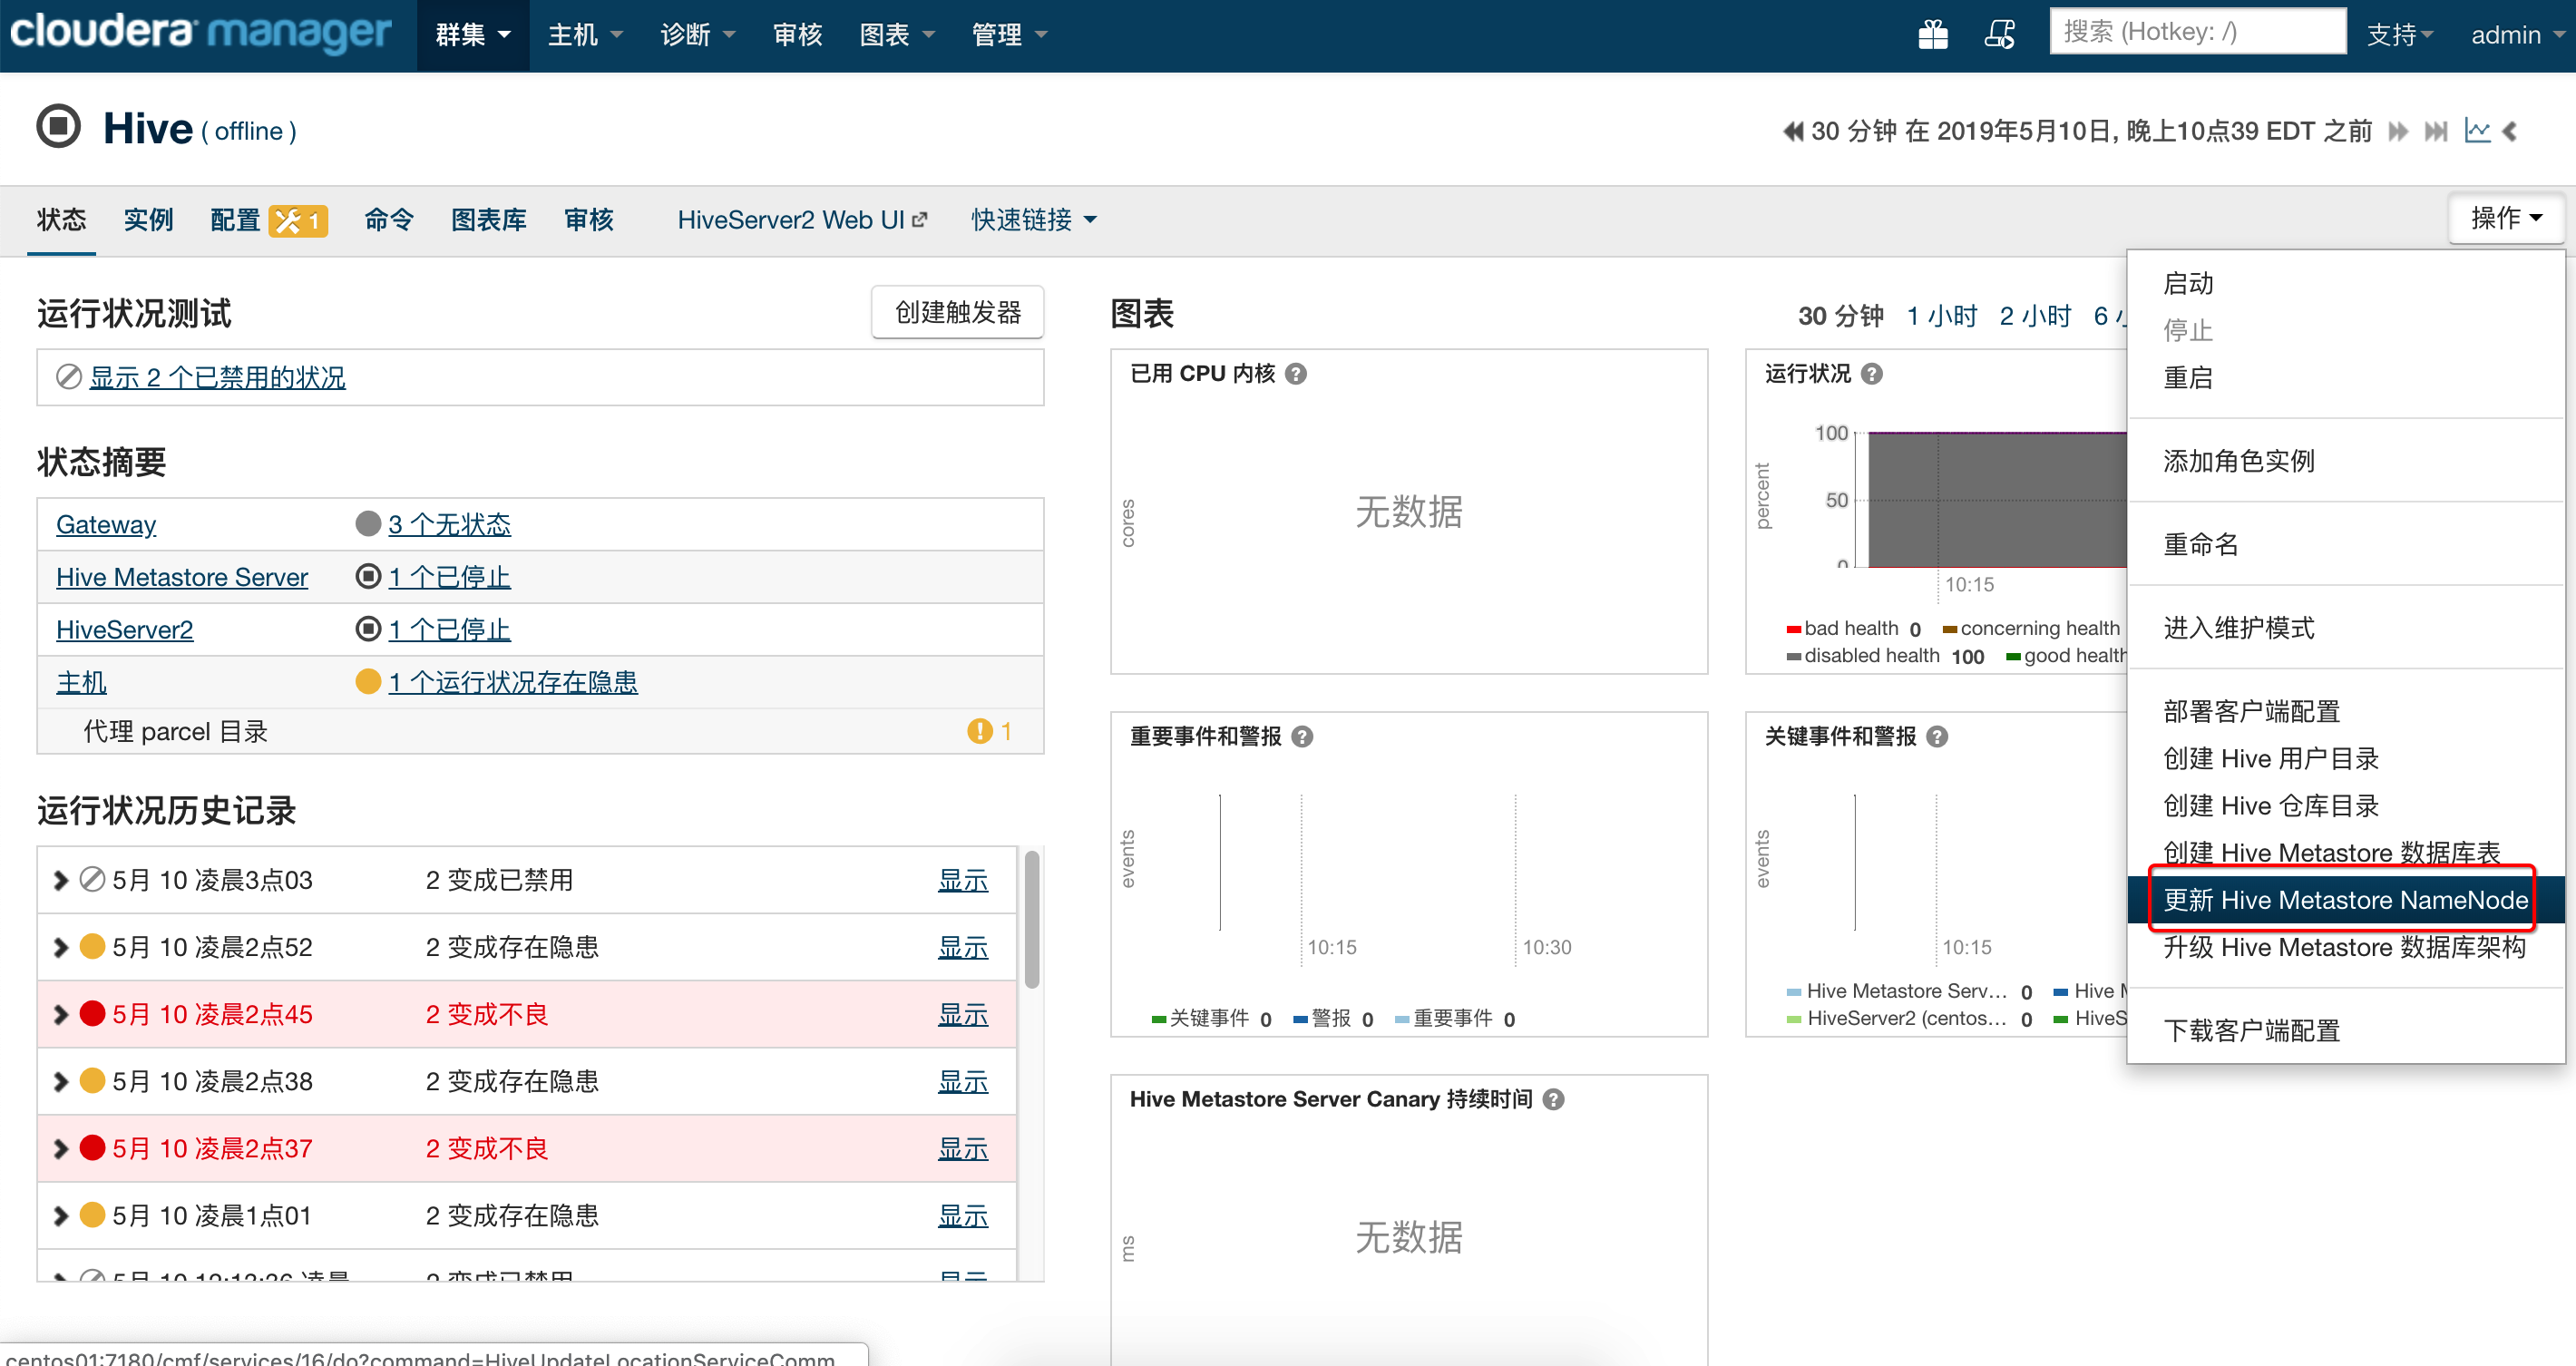 cloudera manager 群集 主机 诊断 审核 图表 管理 搜索 (Hotkey: /) 支持 admin
Hive ( offline )
30 分钟 在 2019年5月10日, 晚上10点39 EDT 之前
状态 实例 配置 1 命令 图表库 审核 HiveServer2 Web UI 快速链接 操作
运行状况测试
创建触发器
显示 2 个已禁用的状况
状态摘要
Gateway 3 个无状态
Hive Metastore Server 1 个已停止
HiveServer2 1 个已停止
主机 1 个运行状况存在隐患
代理 parcel 目录 1
运行状况历史记录
5月 10 凌晨3点03 2 变成已禁用 显示
5月 10 凌晨2点52 2 变成存在隐患 显示
5月 10 凌晨2点45 2 变成不良 显示
5月 10 凌晨2点38 2 变成存在隐患 显示
5月 10 凌晨2点37 2 变成不良 显示
5月 10 凌晨1点01 2 变成存在隐患 显示
5月 10 12:13:36 凌晨 2 变成已禁用 显示
图表
30 分钟 1 小时 2 小时 6
已用 CPU 内核
cores
无数据
运行状况
percent
100
50
0
10:15
bad health 0 concerning health
disabled health 100 good health
重要事件和警报
events
10:15 10:30
关键事件 0 警报 0 重要事件 0
关键事件和警报
events
10:15
Hive Metastore Serv... 0 Hive
HiveServer2 (centos... 0 HiveS
Hive Metastore Server Canary 持续时间
ms
无数据
启动
停止
重启
添加角色实例
重命名
进入维护模式
部署客户端配置
创建 Hive 用户目录
创建 Hive 仓库目录
创建 Hive Metastore 数据库表
更新 Hive Metastore NameNode
升级 Hive Metastore 数据库架构
下载客户端配置
centos01:7180/cmf/services/16/do?command=HiveUpdateLocationServiceComm